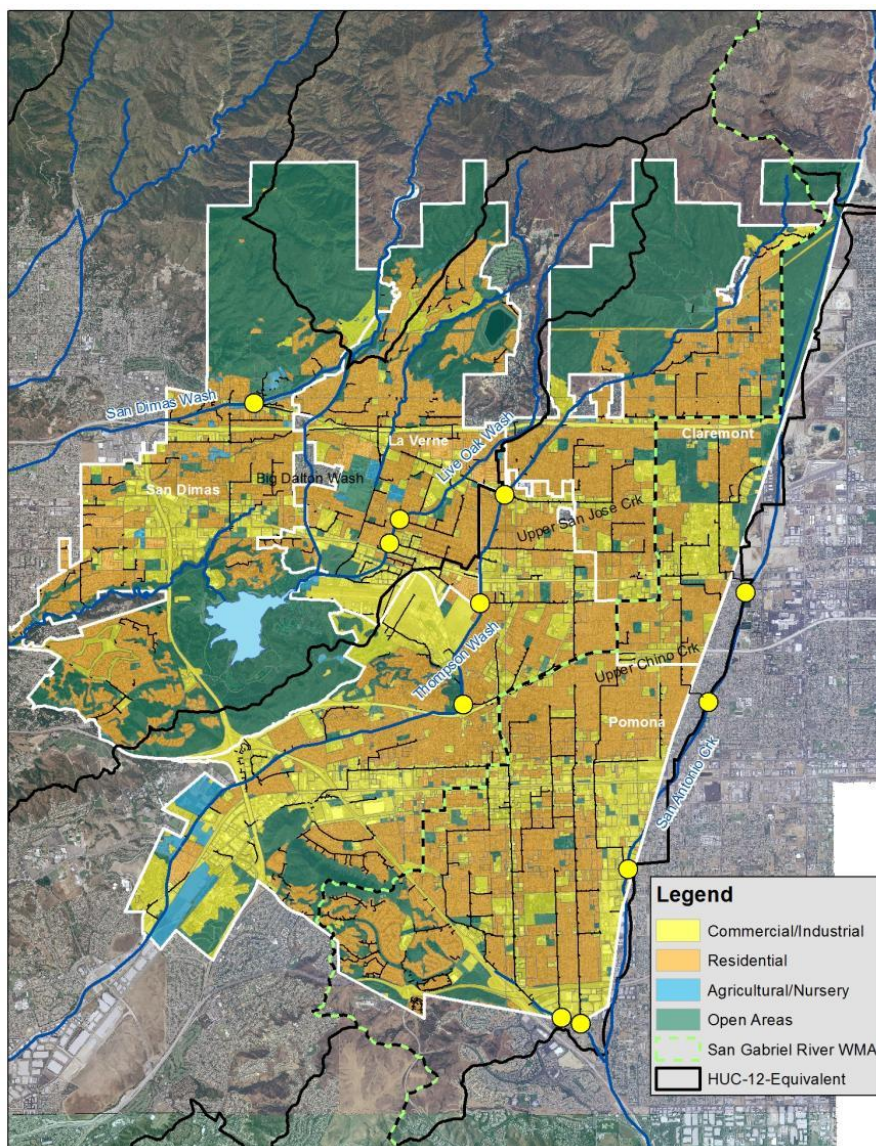 San Dimas Wash
La Verne
Live Oak Wash
Claremont
San Dimas
Big Dalton Wash
Upper San Jose Crk
Thompson Wash
Upper Chino Crk
Pomona
San Antonio Crk
Legend
Commercial/Industrial
Residential
Agricultural/Nursery
Open Areas
San Gabriel River WMA
HUC-12-Equivalent